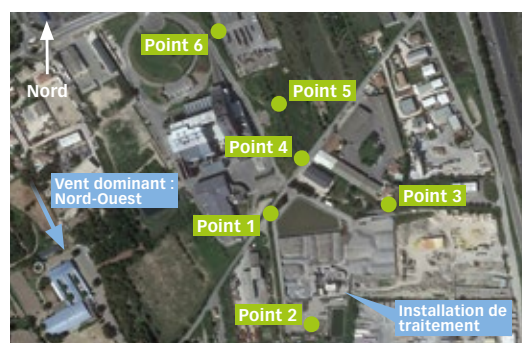 Point 6
Nord
Point 5
Point 4
Vent dominant :
Nord-Ouest
Point 3
Point 1
Installation de
traitement
Point 2